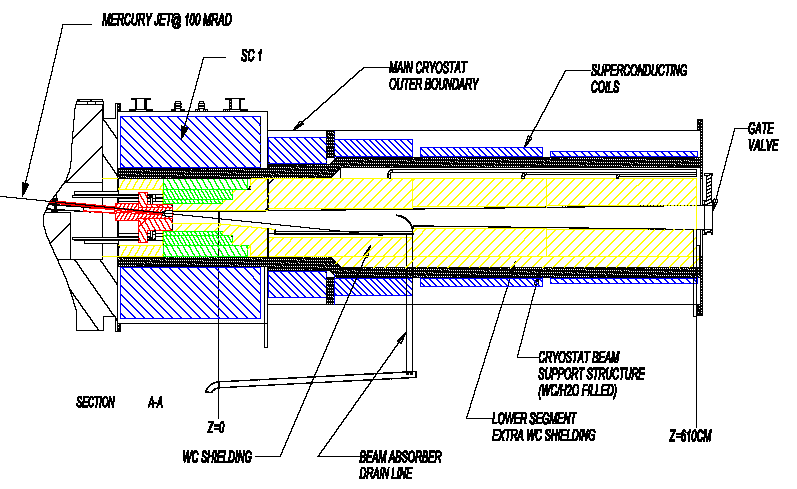 MERCURY JET@ 100 MRAD
SC 1
MAIN CRYOSTAT
OUTER BOUNDARY
SUPERCONDUCTING
COILS
GATE
VALVE
CRYOSTAT BEAM
SUPPORT STRUCTURE
(WC/H2O FILLED)
SECTION A-A
Z=0
LOWER SEGMENT
EXTRA WC SHIELDING
Z=610CM
WC SHIELDING
BEAM ABSORBER
DRAIN LINE